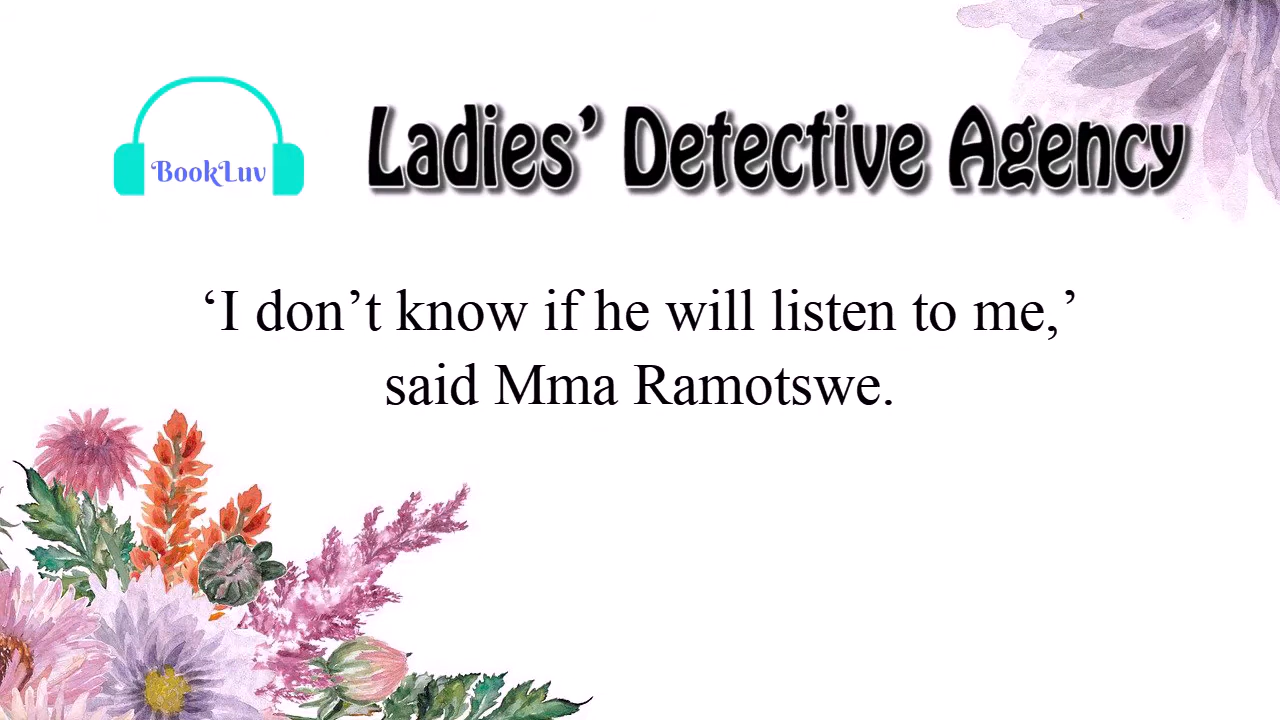 BookLuv
Ladies’ Detective Agency
‘I don’t know if he will listen to me,’
said Mma Ramotswe.